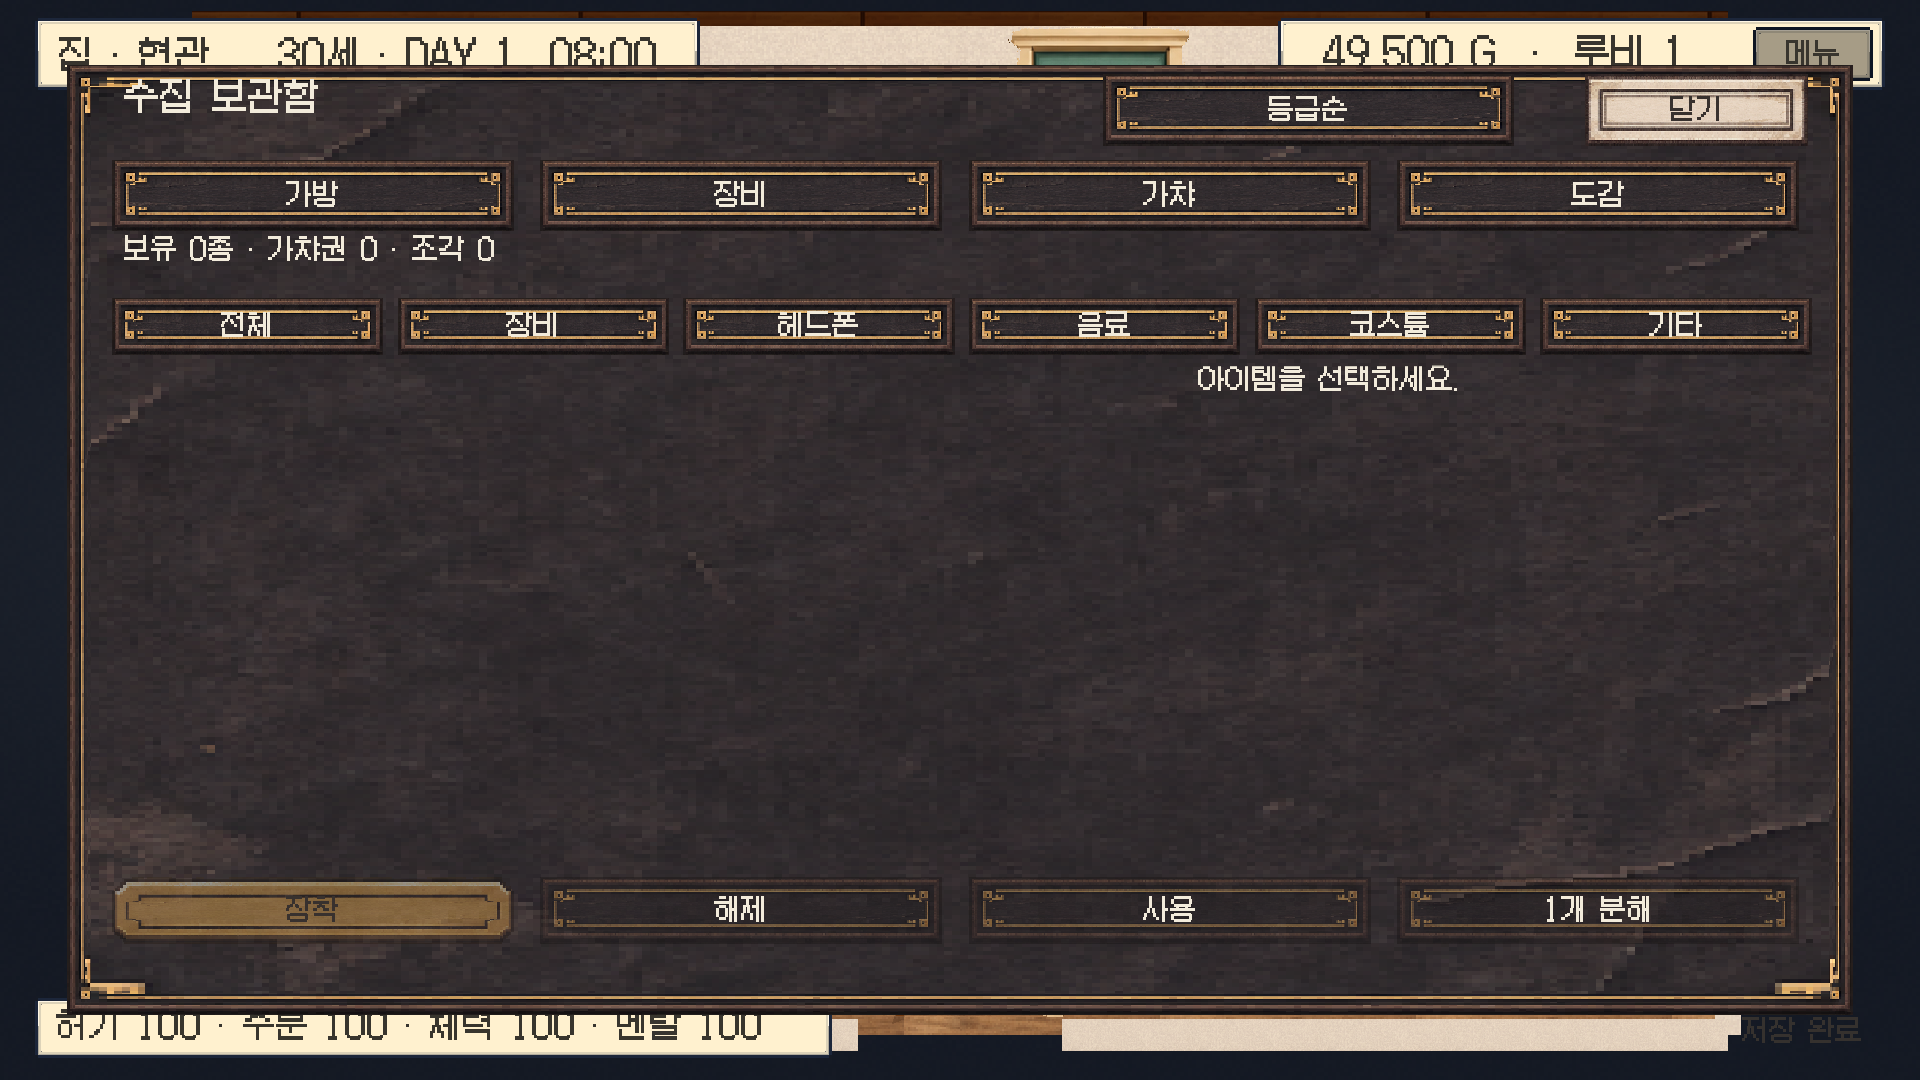 집 · 현관 30세 · DAY 1 08:00
49,500 G · 루비 1 메뉴
수집 보관함 등급순 닫기
가방 장비 가챠 도감
보유 0종 · 가챠권 0 · 조각 0
전체 장비 헤드폰 음료 코스튬 기타
아이템을 선택하세요.
장착 해제 사용 1개 분해
허기 100 · 수분 100 · 체력 100 · 멘탈 100
저장 완료